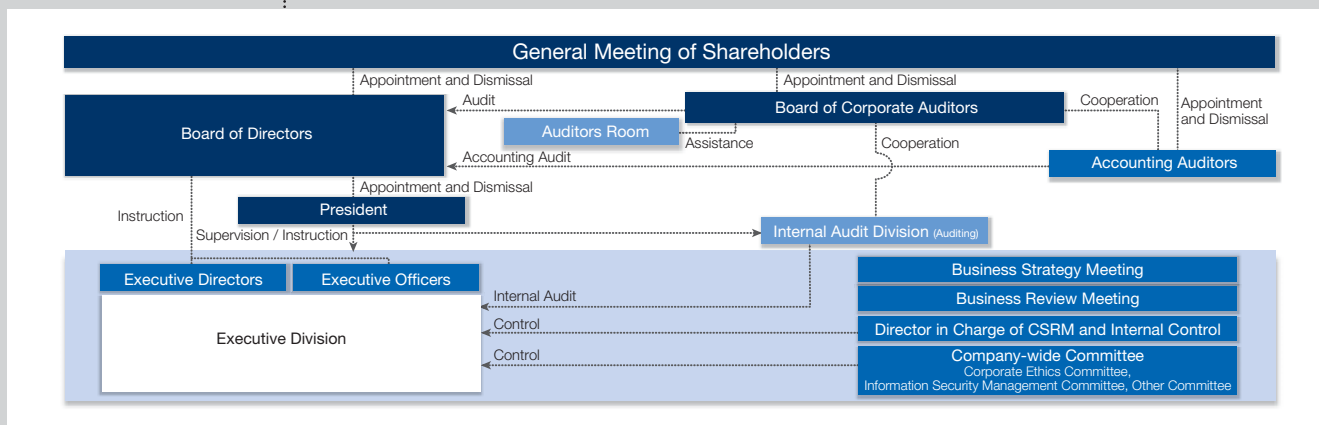 General Meeting of Shareholders
Appointment and Dismissal
Appointment and Dismissal
Appointment
and Dismissal
Board of Directors
Audit
Board of Corporate Auditors
Cooperation
Auditors Room
Assistance
Cooperation
Accounting Audit
Accounting Auditors
Appointment and Dismissal
President
Instruction
Supervision / Instruction
Internal Audit Division (Auditing)
Executive Directors
Executive Officers
Executive Division
Internal Audit
Control
Control
Business Strategy Meeting
Business Review Meeting
Director in Charge of CSRM and Internal Control
Company-wide Committee
Corporate Ethics Committee,
Information Security Management Committee, Other Committee